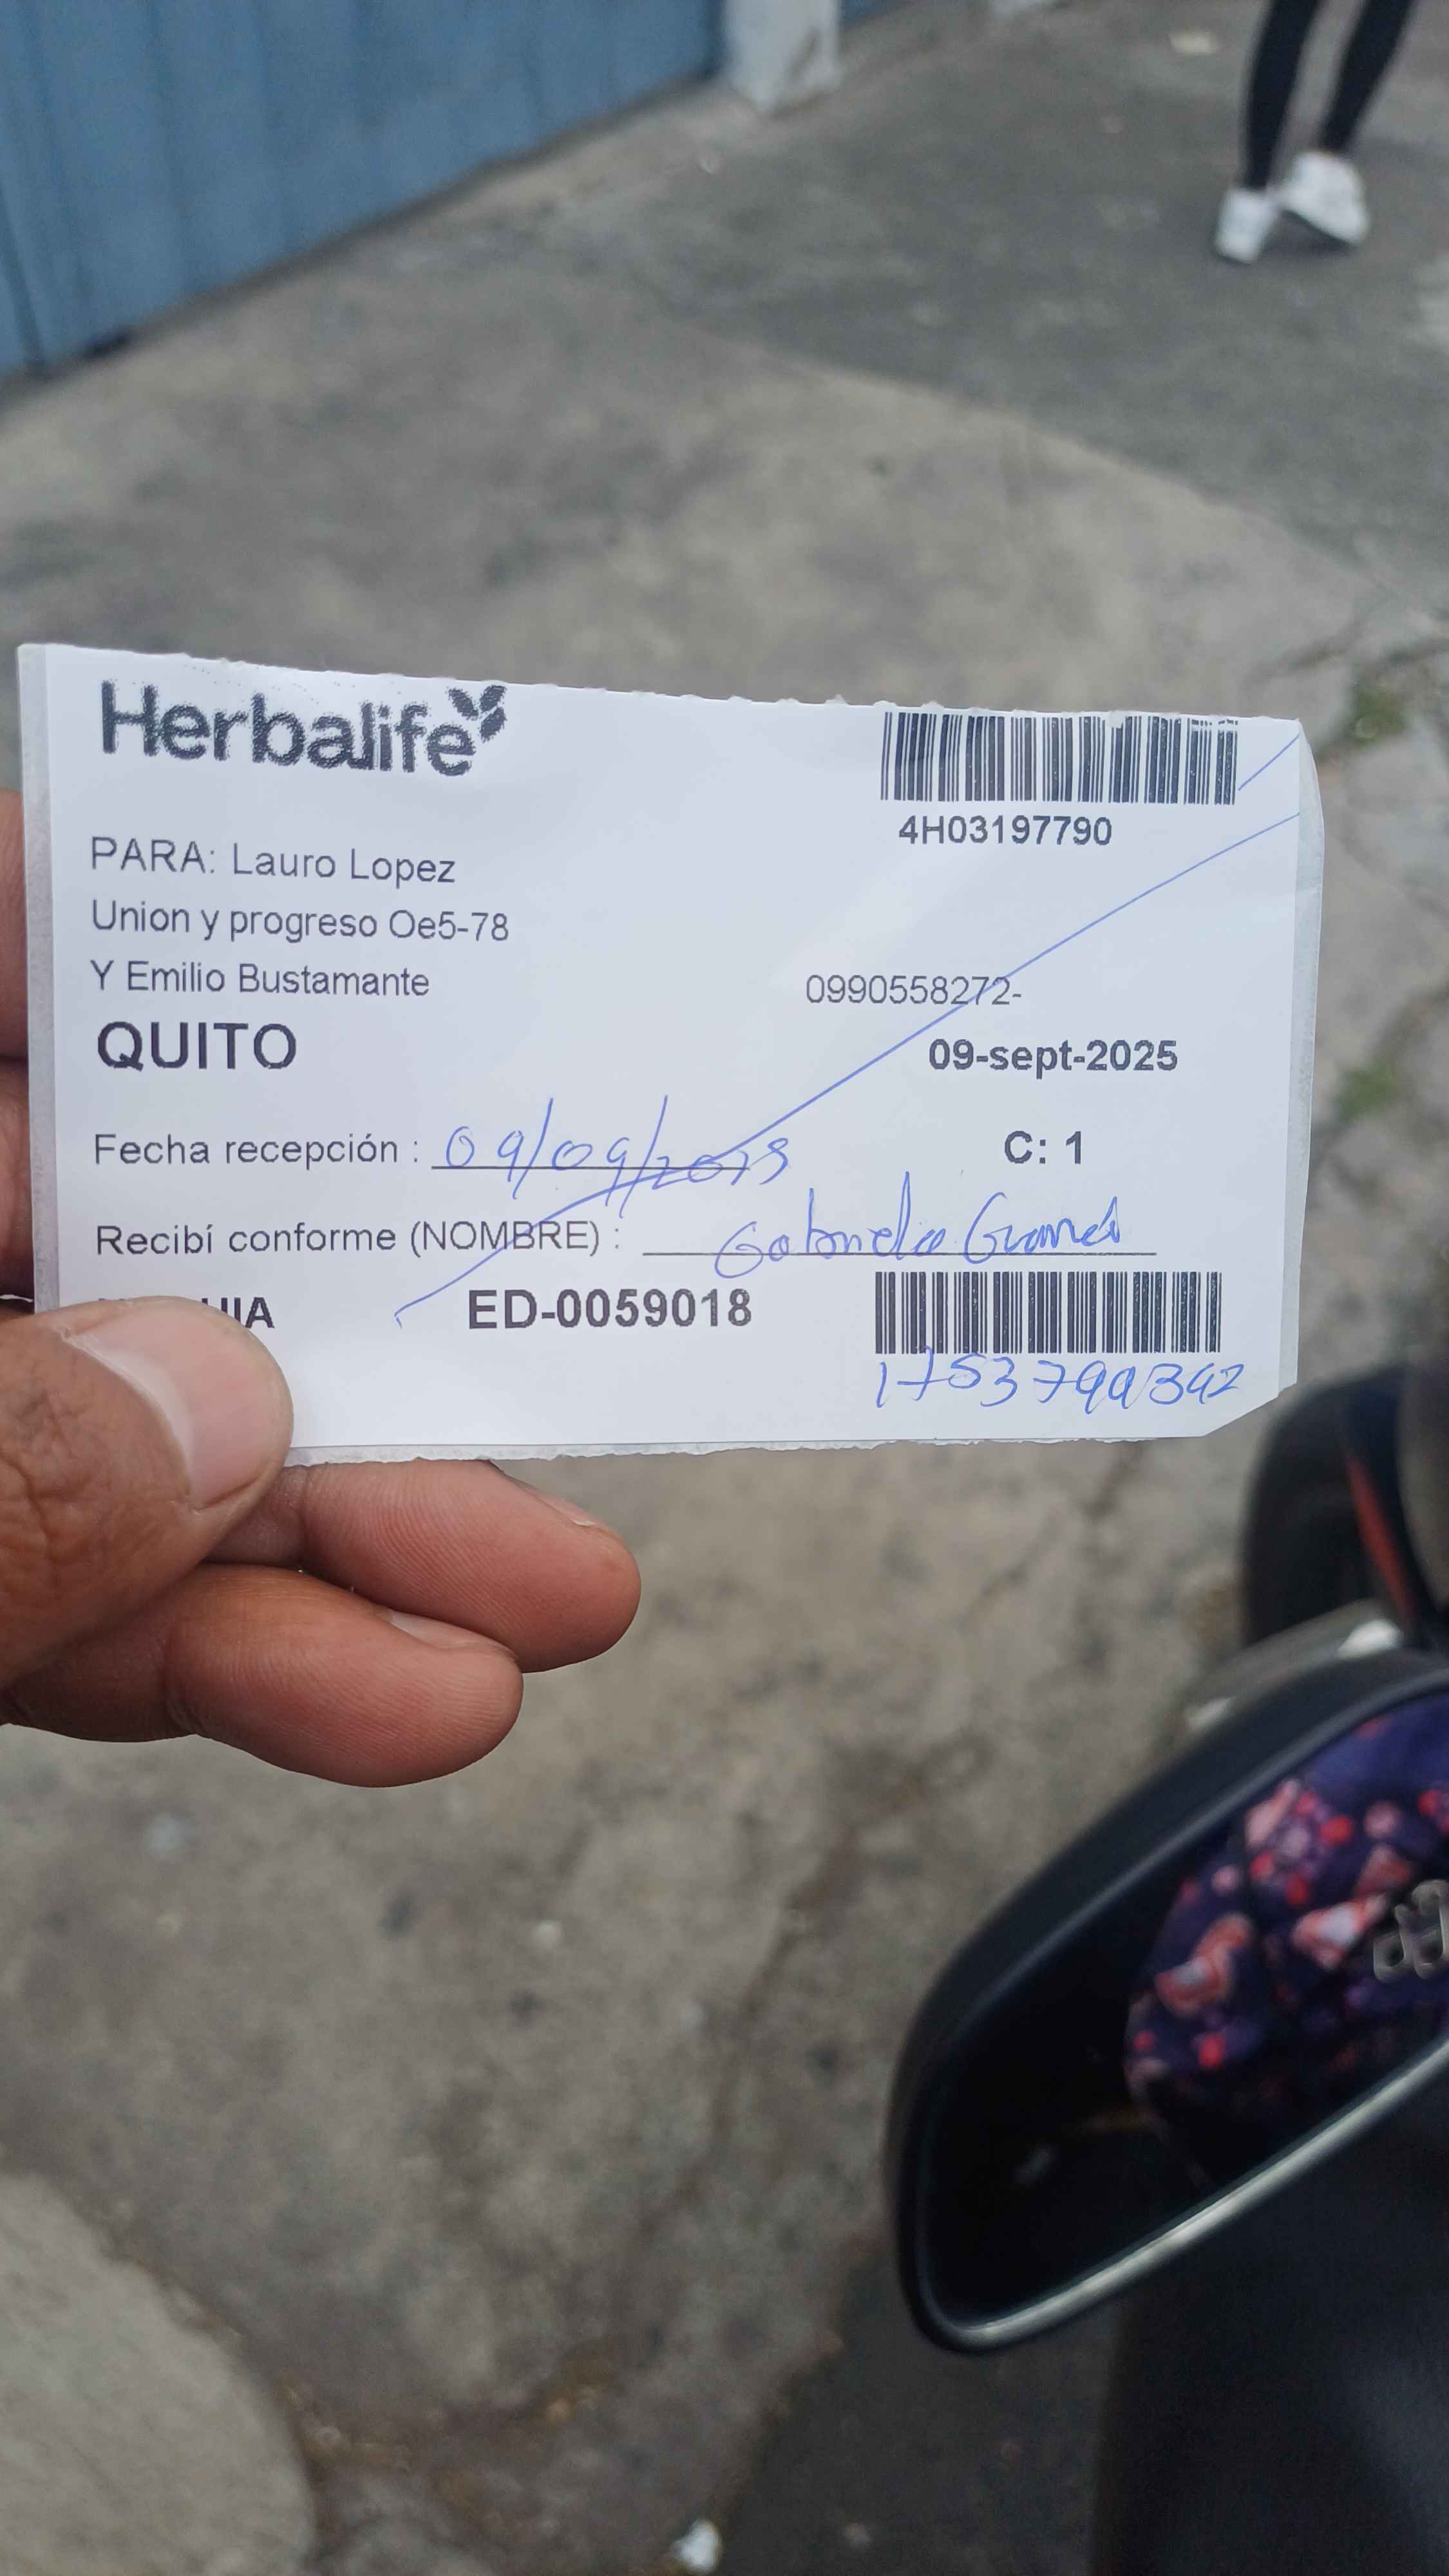 Herbalife
4H03197790
PARA: Lauro Lopez
Union y progreso Oe5-78
Y Emilio Bustamante
0990558272-
QUITO
09-sept-2025
Fecha recepción : 09/09/2025
C: 1
Recibí conforme (NOMBRE) : Gabriela
ED-0059018